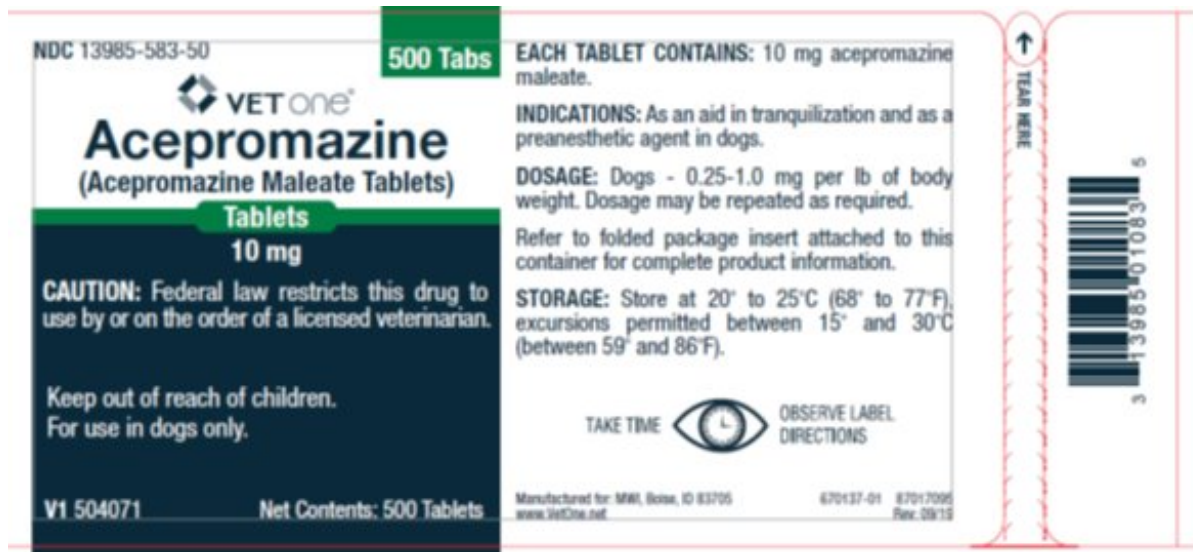 NDC 13985-583-50
500 Tabs
VET one®
Acepromazine
(Acepromazine Maleate Tablets)
Tablets
10 mg
CAUTION: Federal law restricts this drug to
use by or on the order of a licensed veterinarian.
Keep out of reach of children.
For use in dogs only.
V1 504071
Net Contents: 500 Tablets
EACH TABLET CONTAINS: 10 mg acepromazine
maleate.
INDICATIONS: As an aid in tranquilization and as a
preanesthetic agent in dogs.
DOSAGE: Dogs - 0.25-1.0 mg per lb of body
weight. Dosage may be repeated as required.
Refer to folded package insert attached to this
container for complete product information.
STORAGE: Store at 20° to 25°C (68° to 77°F),
excursions permitted between 15° and 30°C
(between 59° and 86°F).
TAKE TIME
OBSERVE LABEL
DIRECTIONS
Manufactured for: MWI, Boise, ID 83705
www.VetOne.net
670137-01 87017095
Rev. 09/19
TEAR HERE
3 13985 01083 5